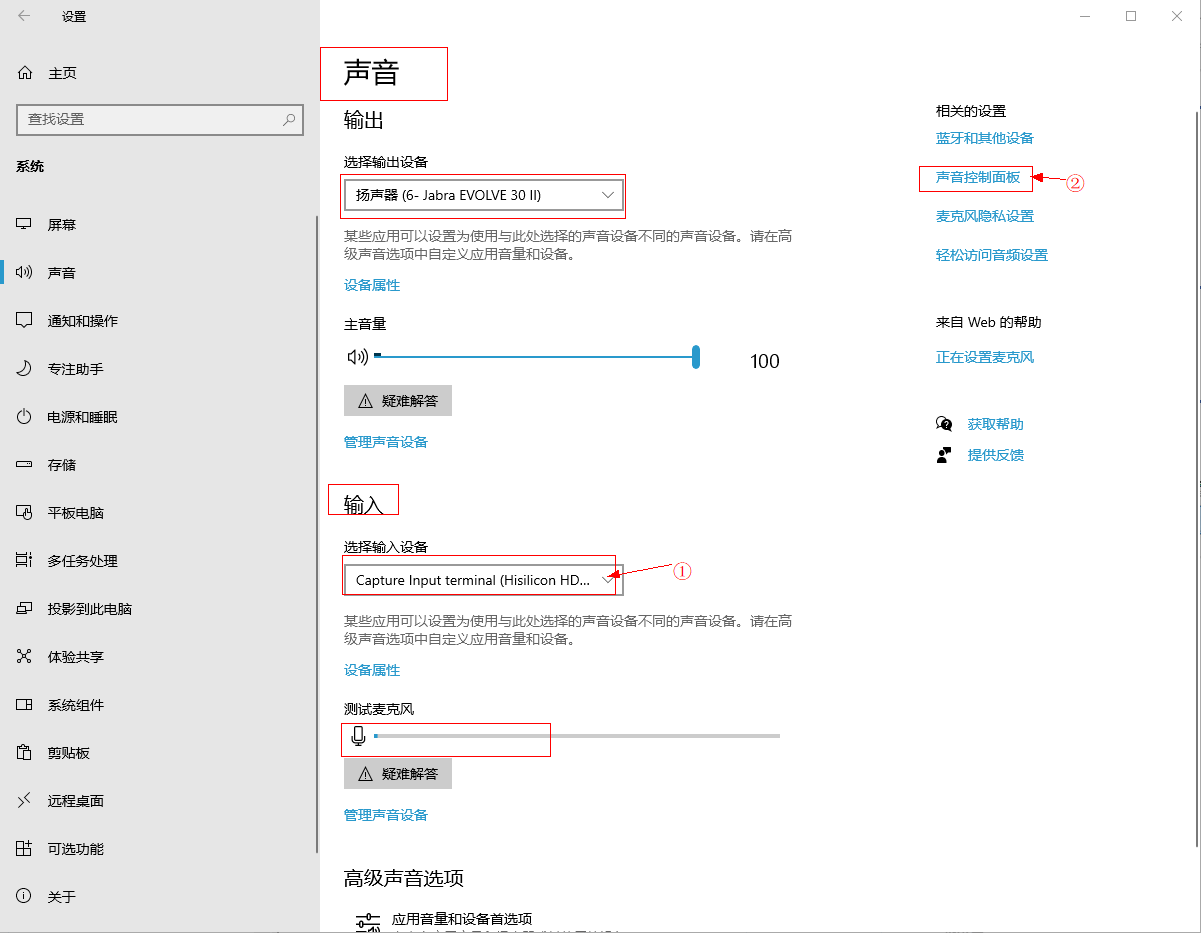 设置
主页
查找设置
系统
屏幕
声音
通知和操作
专注助手
电源和睡眠
存储
平板电脑
多任务处理
投影到此电脑
体验共享
系统组件
剪贴板
远程桌面
可选功能
关于
声音
输出
选择输出设备
扬声器 (6- Jabra EVOLVE 30 II)
某些应用可以设置为使用与此处选择的声音设备不同的声音设备。请在高
级声音选项中自定义应用音量和设备。
设备属性
主音量
100
疑难解答
管理声音设备
输入
选择输入设备
Capture Input terminal (Hisilicon HD...
①
某些应用可以设置为使用与此处选择的声音设备不同的声音设备。请在高
级声音选项中自定义应用音量和设备。
设备属性
测试麦克风
疑难解答
管理声音设备
高级声音选项
应用音量和设备首选项
相关的设置
蓝牙和其他设备
声音控制面板
②
麦克风隐私设置
轻松访问音频设置
来自 Web 的帮助
正在设置麦克风
获取帮助
提供反馈